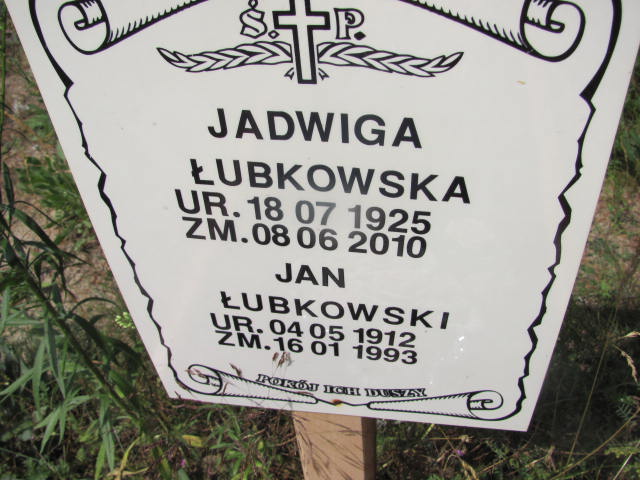 Ś. P.
JADWIGA
ŁUBKOWSKA
UR. 18 07 1925
ZM. 08 06 2010
JAN
ŁUBKOWSKI
UR. 04 05 1912
ZM. 16 01 1993
POKÓJ ICH DUSZY